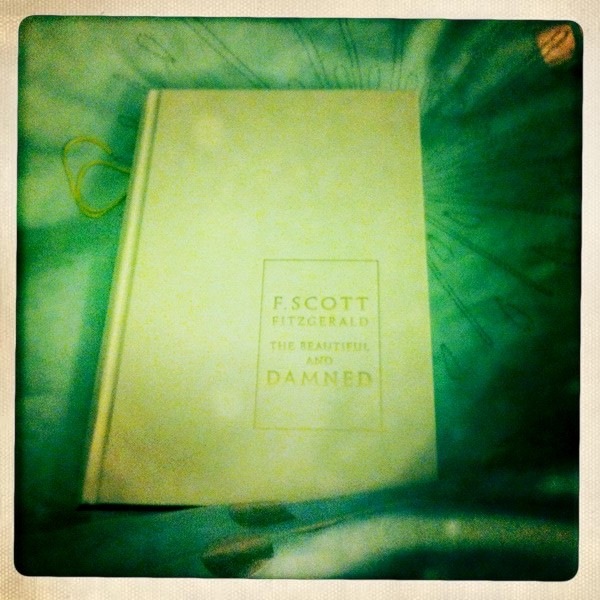 F. SCOTT
FITZGERALD
THE BEAUTIFUL
AND
DAMNED